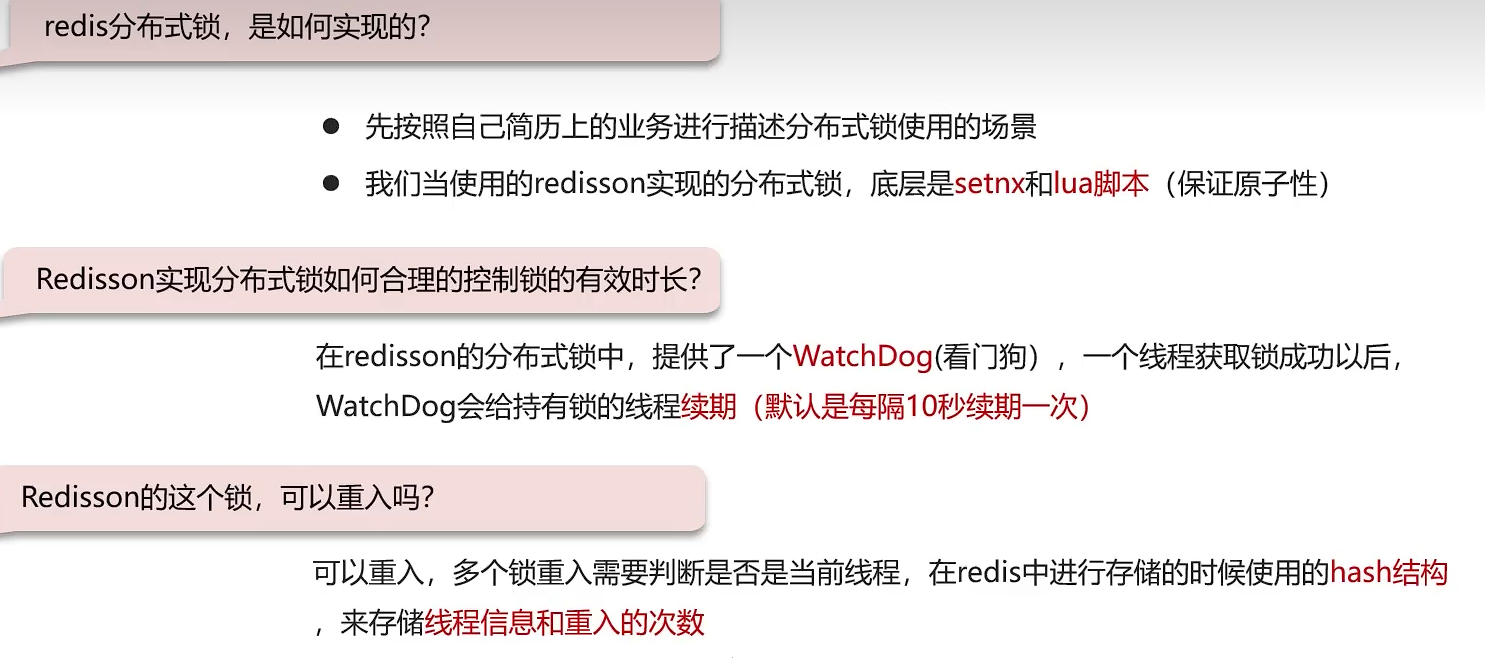 redis分布式锁，是如何实现的？
● 先按照自己简历上的业务进行描述分布式锁使用的场景
● 我们当使用的redisson实现的分布式锁，底层是setnx和lua脚本（保证原子性）
Redisson实现分布式锁如何合理的控制锁的有效时长？
在redisson的分布式锁中，提供了一个WatchDog(看门狗），一个线程获取锁成功以后，
WatchDog会给持有锁的线程续期（默认是每隔10秒续期一次）
Redisson的这个锁，可以重入吗？
可以重入，多个锁重入需要判断是否是当前线程，在redis中进行存储的时候使用的hash结构
，来存储线程信息和重入的次数